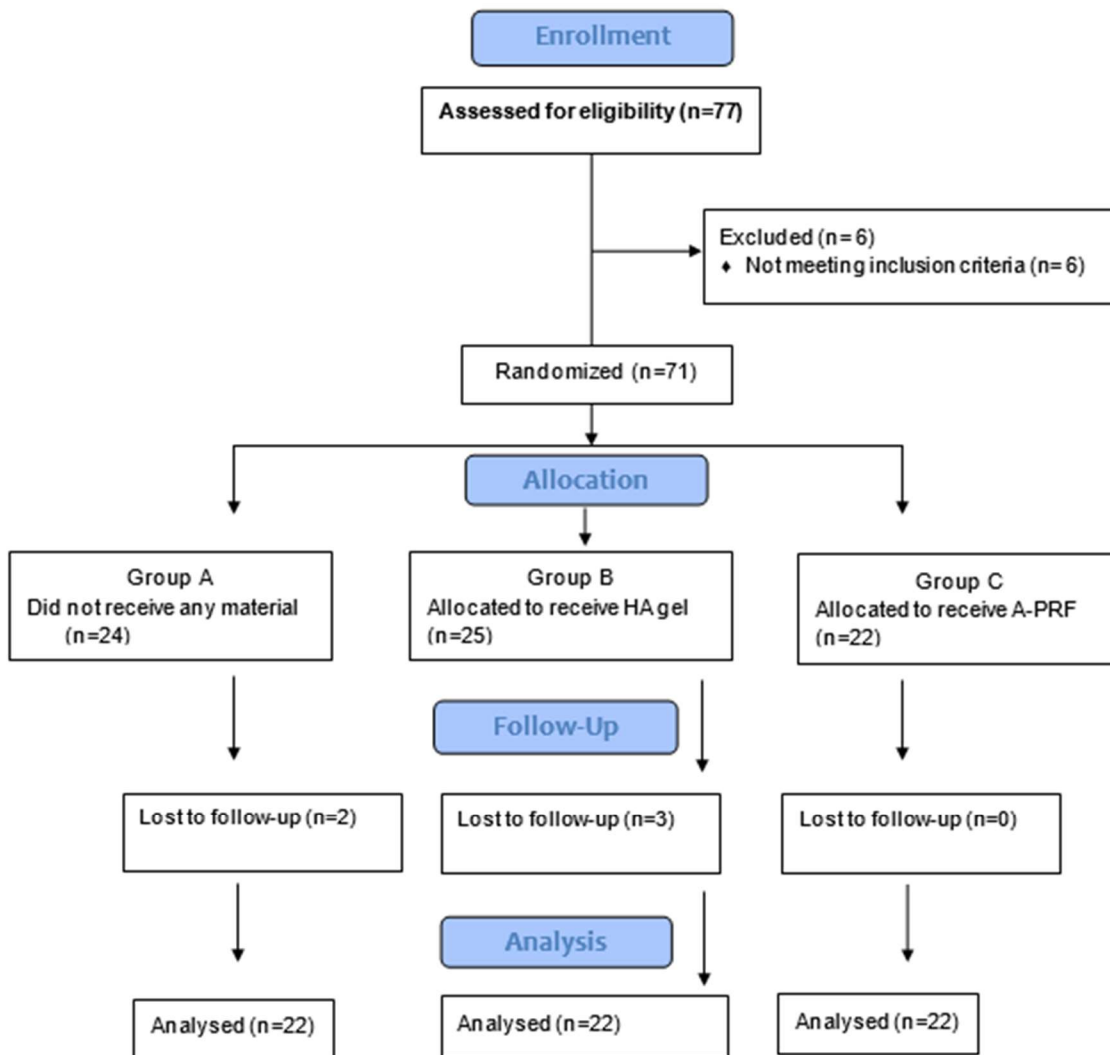 Enrollment
Assessed for eligibility (n=77)
Excluded (n=6)
♦ Not meeting inclusion criteria (n=6)
Randomized (n=71)
Allocation
Group A
Did not receive any material
(n=24)
Group B
Allocated to receive HA gel
(n=25)
Group C
Allocated to receive A-PRF
(n=22)
Follow-Up
Lost to follow-up (n=2)
Lost to follow-up (n=3)
Lost to follow-up (n=0)
Analysis
Analysed (n=22)
Analysed (n=22)
Analysed (n=22)